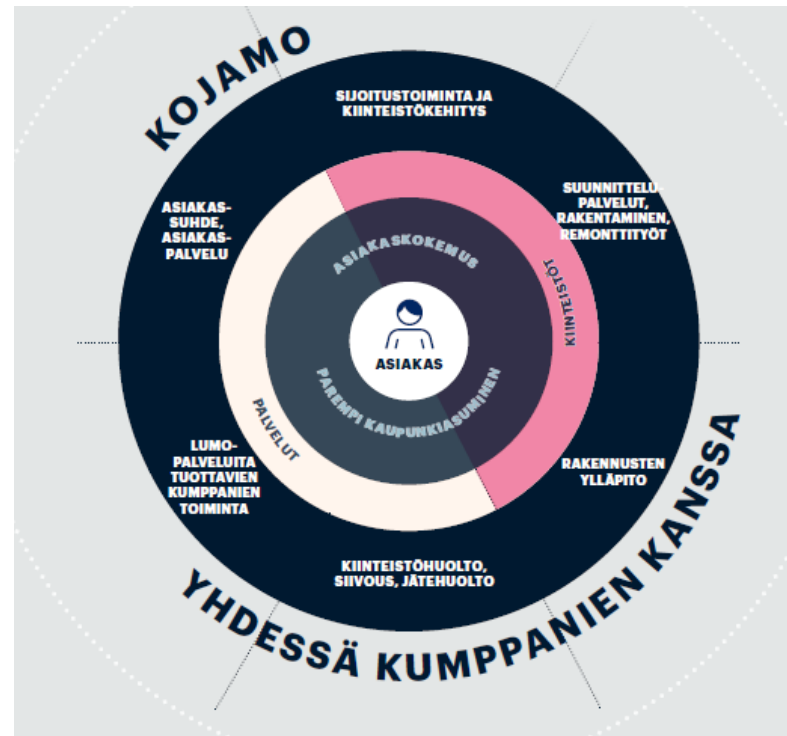 KOJAMO
SIJOITUSTOIMINTA JA
KIINTEISTÖKEHITYS
SUUNNITTELU-
PALVELUT,
RAKENTAMINEN,
REMONTTITYÖT
RAKENNUSTEN
YLLÄPITO
KIINTEISTÖHUOLTO,
SIIVOUS, JÄTEHUOLTO
LUMO-
PALVELUITA
TUOTTAVIEN
KUMPPANIEN
TOIMINTA
ASIAKAS-
SUHDE,
ASIAKAS-
PALVELU
KIINTEISTÖT
PALVELUT
ASIAKASKOKEMUS
ASIAKAS
PAREMPI KAUPUNKIASUMINEN
YHDESSÄ KUMPPANIEN KANSSA